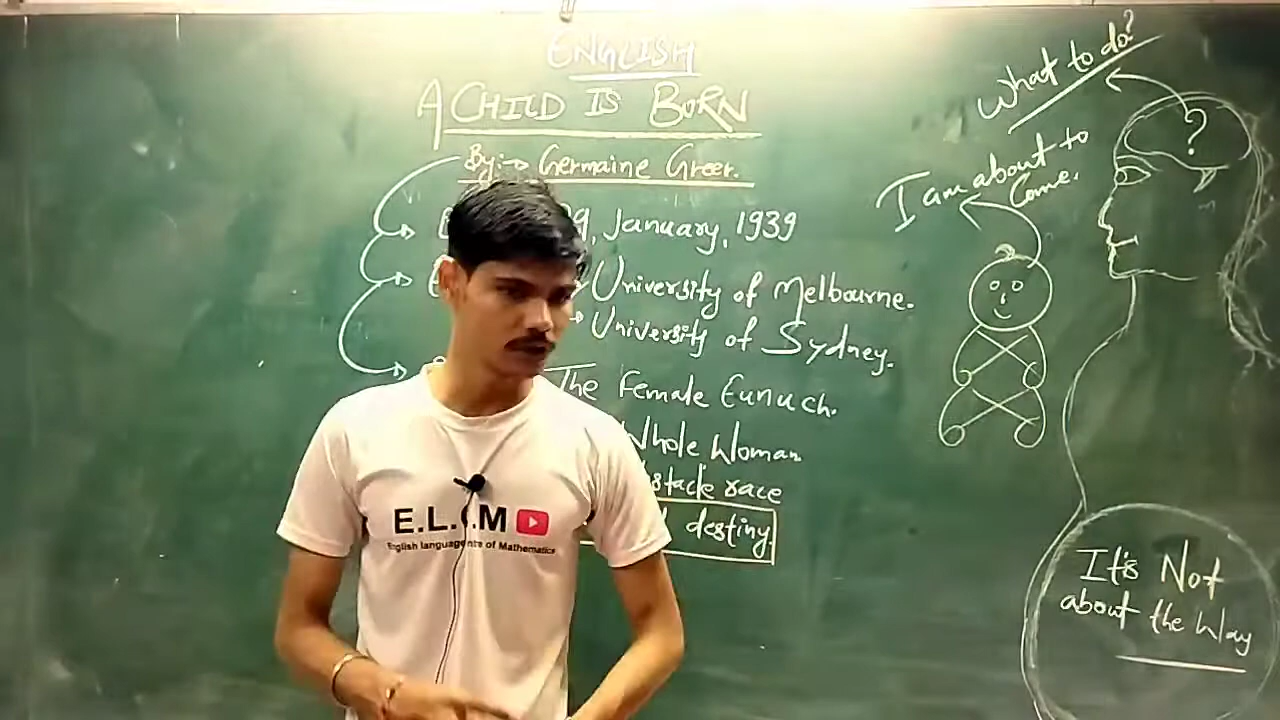 ENGLISH
A CHILD IS BORN
By:→ Germaine Greer.
29, January, 1939
University of Melbourne.
→ University of Sydney.
The Female Eunuch.
Whole Woman
stacle race
destiny.
What to do?
?
I am about to
Come.
It's Not
about the Way
E.L. M
English language of Mathematics